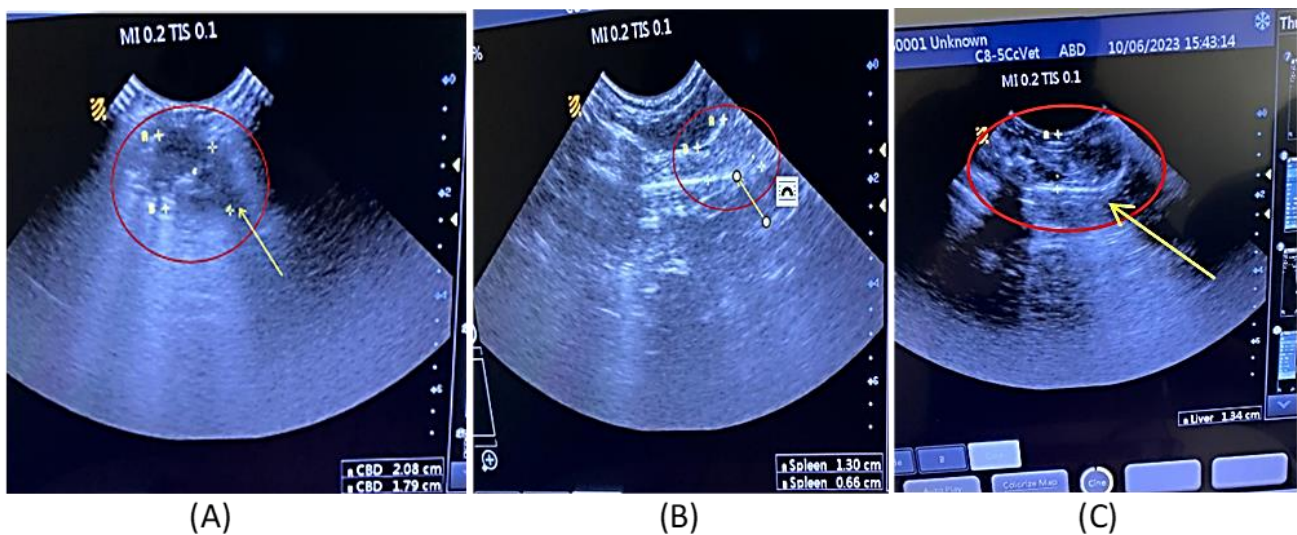 MI 0.2 TIS 0.1
CBD 2.08 cm
CBD 1.79 cm
(A)
%
MI 0.2 TIS 0.1
Spleen 1.30 cm
Spleen 0.66 cm
(B)
0001 Unknown
C8-5CcVet ABD 10/06/2023 15:43:14
Thu
MI 0.2 TIS 0.1
Liver 1.34 cm
B
Colorize Map
Cine
(C)